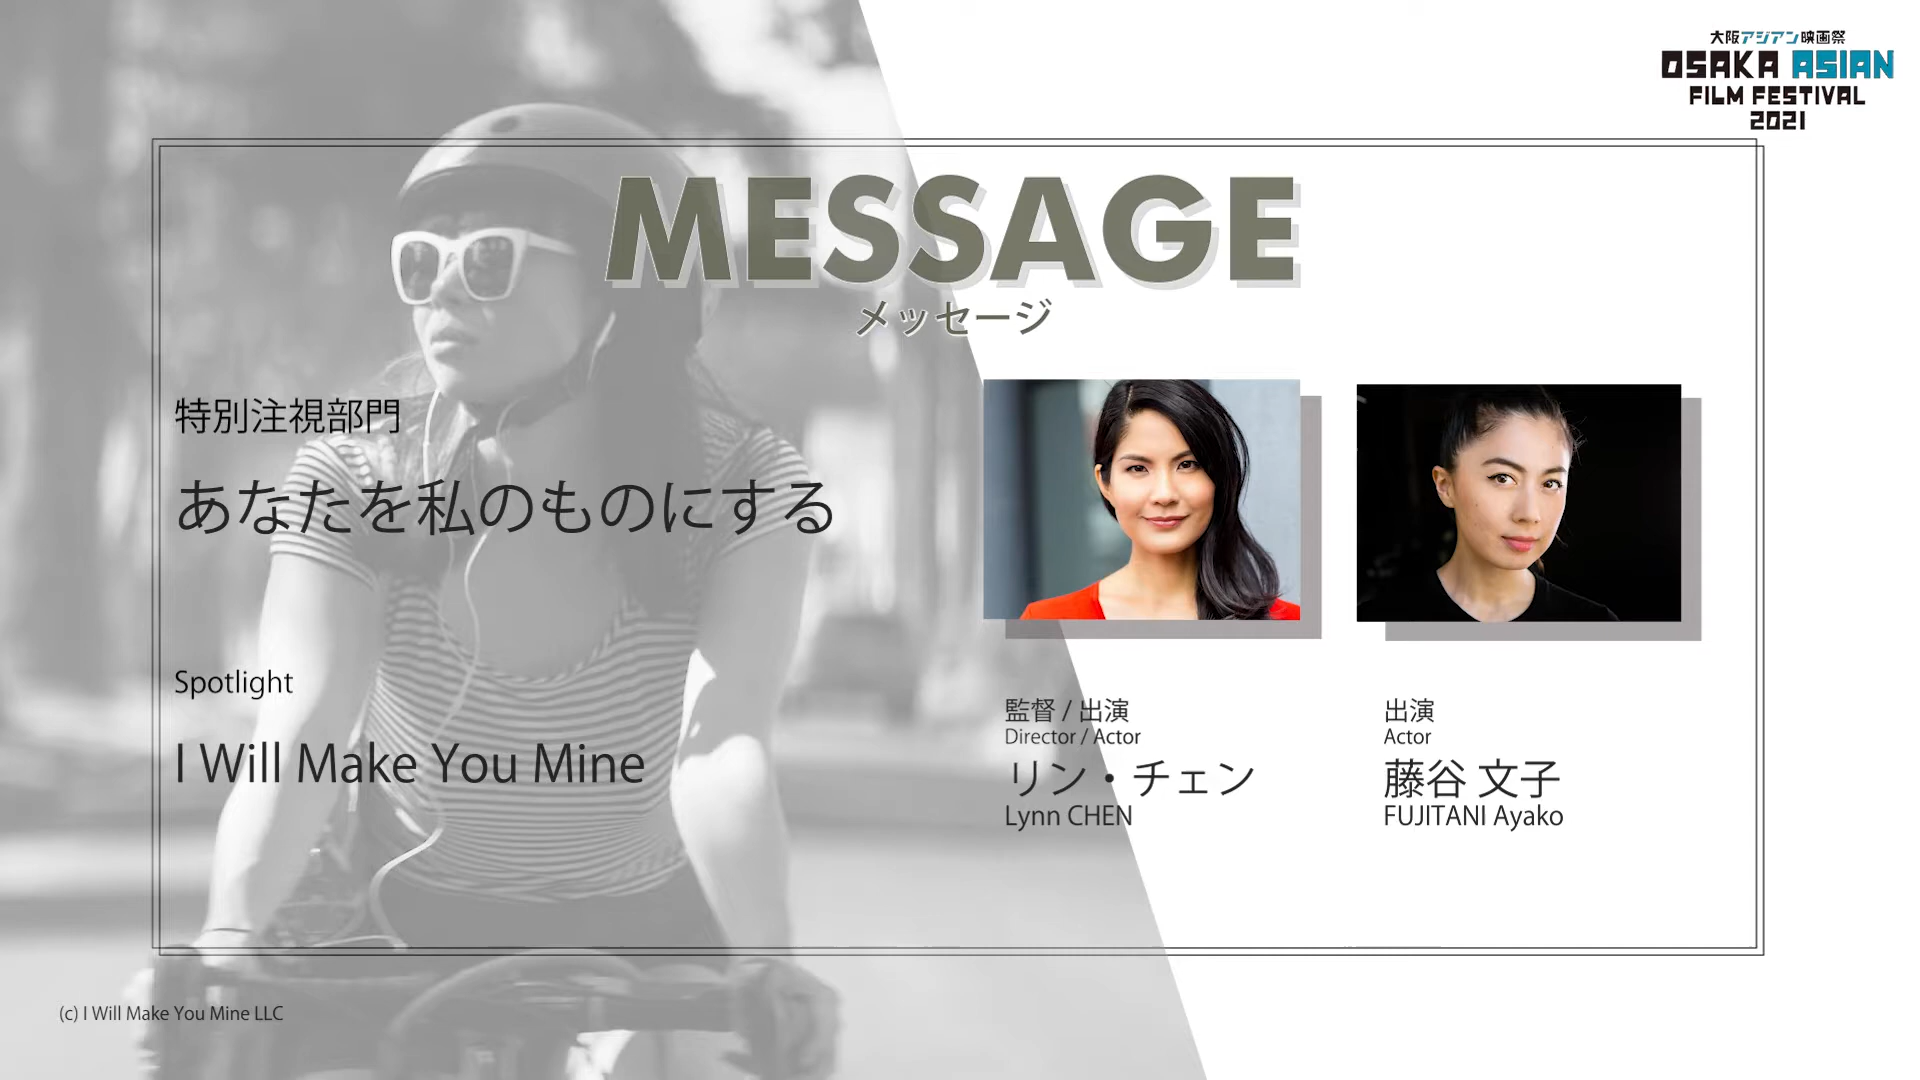 大阪アジアン映画祭
OSAKA ASIAN
FILM FESTIVAL
2021
MESSAGE
メッセージ
特別注視部門
あなたを私のものにする
Spotlight
I Will Make You Mine
監督 / 出演
Director / Actor
リン・チェン
Lynn CHEN
出演
Actor
藤谷 文子
FUJITANI Ayako
(c) I Will Make You Mine LLC